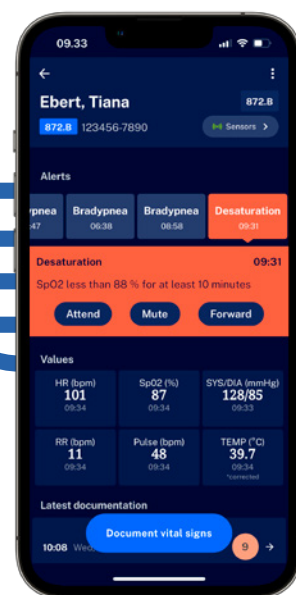 09.33
Ebert, Tiana
872.B
872.B 123456-7890
Sensors
Alerts
pnea Bradypnea Bradypnea Desaturation
:47 06:38 08:58 09:31
Desaturation 09:31
SpO2 less than 88 % for at least 10 minutes
Attend Mute Forward
Values
HR (bpm) SpO2 (%) SYS/DIA (mmHg)
101 87 128/85
09:34 09:34 09:33
RR (bpm) Pulse (bpm) TEMP (°C)
11 48 39.7
09:34 09:34 09:34
*corrected
Latest documentation
Document vital signs
10:08 9